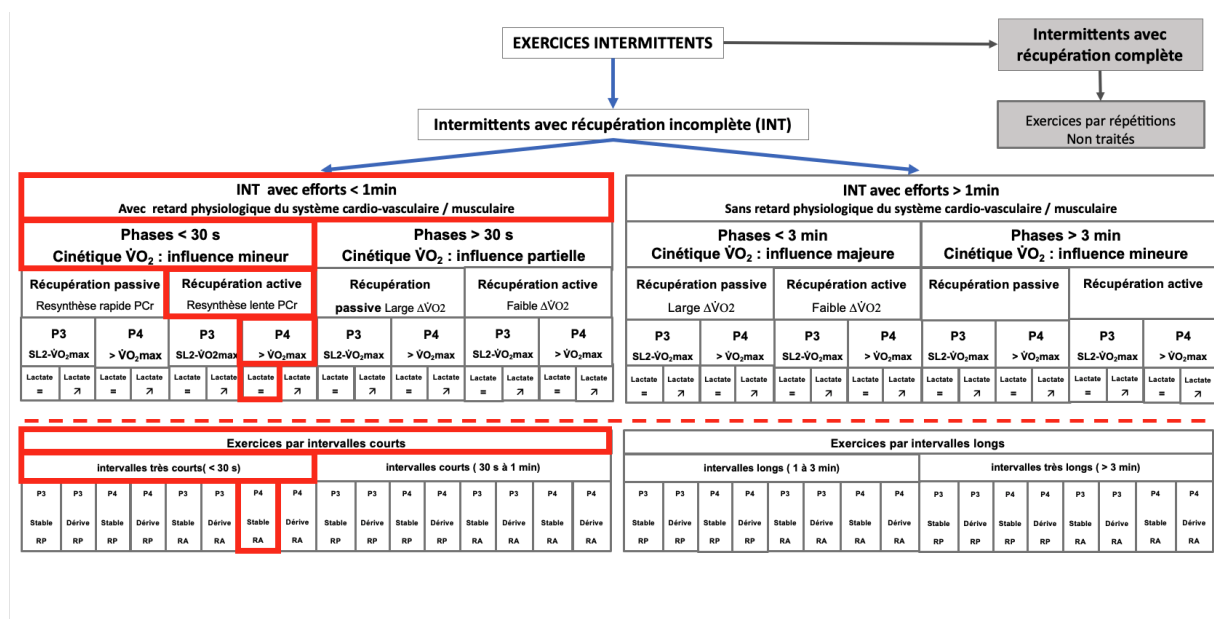 EXERCICES INTERMITTENTS
Intermittents avec
récupération complète
Exercices par répétitions
Non traités
Intermittents avec récupération incomplète (INT)
INT avec efforts < 1min
Avec retard physiologique du système cardio-vasculaire / musculaire
INT avec efforts > 1min
Sans retard physiologique du système cardio-vasculaire / musculaire
Phases < 30 s
Cinétique V̇O₂ : influence mineur
Phases > 30 s
Cinétique V̇O₂ : influence partielle
Phases < 3 min
Cinétique V̇O₂ : influence majeure
Phases > 3 min
Cinétique V̇O₂ : influence mineure
Récupération passive
Resynthèse rapide PCr
Récupération active
Resynthèse lente PCr
Récupération
passive Large ΔV̇O2
Récupération active
Faible ΔV̇O2
Récupération passive
Large ΔV̇O2
Récupération active
Faible ΔV̇O2
Récupération passive
Récupération active
P3 P4 P3 P4 P3 P4 P3 P4 P3 P4 P3 P4 P3 P4 P3 P4
SL2-V̇O₂max > V̇O₂max SL2-V̇O2max > V̇O₂max SL2-V̇O₂max > V̇O₂max SL2-V̇O₂max > V̇O₂max SL2-V̇O₂max > V̇O₂max SL2-V̇O₂max > V̇O₂max SL2-V̇O₂max > V̇O₂max SL2-V̇O₂max > V̇O₂max
Lactate Lactate Lactate Lactate Lactate Lactate Lactate Lactate Lactate Lactate Lactate Lactate Lactate Lactate Lactate Lactate Lactate Lactate Lactate Lactate Lactate Lactate Lactate Lactate Lactate Lactate Lactate Lactate Lactate Lactate Lactate Lactate
= ↗ = ↗ = ↗ = ↗ = ↗ = ↗ = ↗ = ↗ = ↗ = ↗ = ↗ = ↗ = ↗ = ↗ = ↗ = ↗
Exercices par intervalles courts
Exercices par intervalles longs
intervalles très courts( < 30 s)
intervalles courts ( 30 s à 1 min)
intervalles longs ( 1 à 3 min)
intervalles très longs ( > 3 min)
P3 P3 P4 P4 P3 P3 P4 P4 P3 P3 P4 P4 P3 P3 P4 P4 P3 P3 P4 P4 P3 P3 P4 P4 P3 P3 P4 P4 P3 P3 P4 P4
Stable Dérive Stable Dérive Stable Dérive Stable Dérive Stable Dérive Stable Dérive Stable Dérive Stable Dérive Stable Dérive Stable Dérive Stable Dérive Stable Dérive Stable Dérive Stable Dérive Stable Dérive Stable Dérive
RP RP RP RP RA RA RA RA RP RP RP RP RA RA RA RA RP RP RP RP RA RA RA RA RP RP RP RP RA RA RA RA